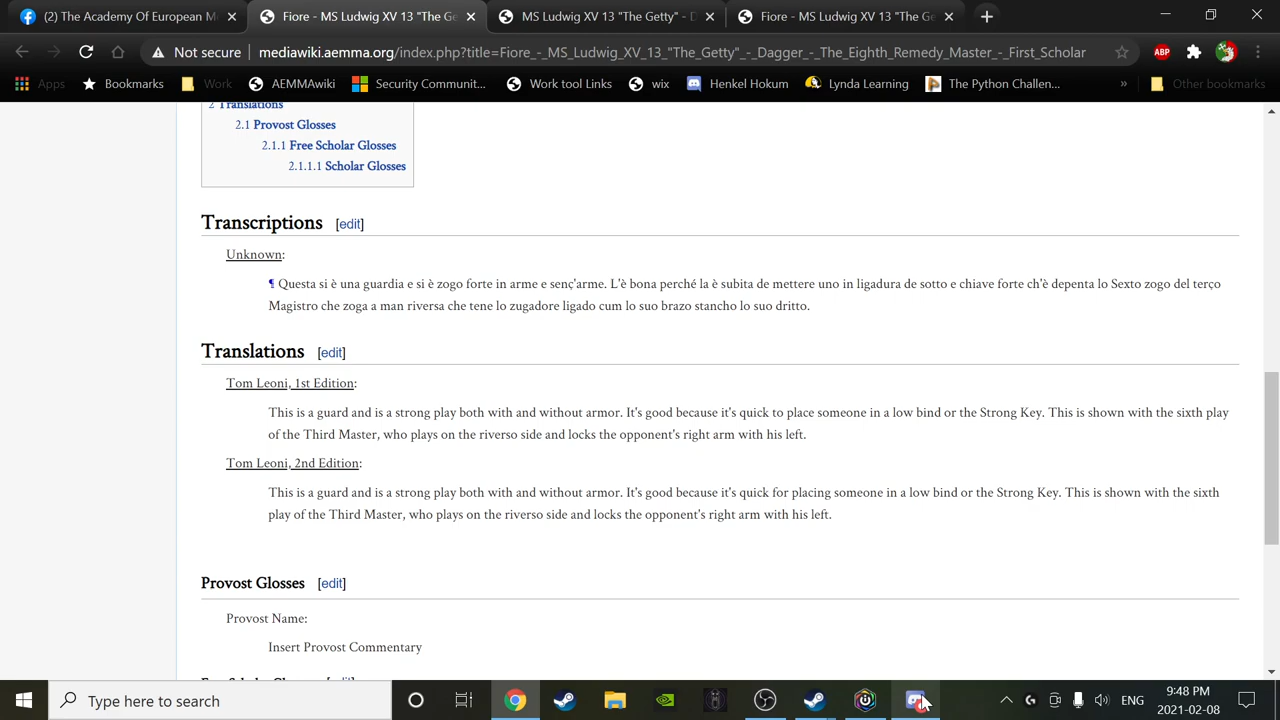 (2) The Academy of European M
Fiore - MS Ludwig XV 13 "The Ge
MS Ludwig XV 13 "The Getty" - D
Fiore - MS Ludwig XV 13 "The Ge
Not secure
mediawiki.aemma.org/index.php?title=Fiore_-_MS_Ludwig_XV_13_"The_Getty"_-_Dagger_-_The_Eighth_Remedy_Master_-_First_Scholar
ABP
Apps Bookmarks Work AEMMAwiki Security Communit... Work tool Links wix Henkel Hokum Lynda Learning The Python Challen... » Other bookmarks
2 Translations
2.1 Provost Glosses
2.1.1 Free Scholar Glosses
2.1.1.1 Scholar Glosses
Transcriptions [edit]
Unknown:
¶ Questa si è una guardia e si è zogo forte in arme e senç'arme. L'è bona perché la è subita de mettere uno in ligadura de sotto e chiave forte ch'è depenta lo Sexto zogo del terço
Magistro che zoga a man riversa che tene lo zugadore ligado cum lo suo brazo stancho lo suo dritto.
Translations [edit]
Tom Leoni, 1st Edition:
This is a guard and is a strong play both with and without armor. It's good because it's quick to place someone in a low bind or the Strong Key. This is shown with the sixth play
of the Third Master, who plays on the riverso side and locks the opponent's right arm with his left.
Tom Leoni, 2nd Edition:
This is a guard and is a strong play both with and without armor. It's good because it's quick for placing someone in a low bind or the Strong Key. This is shown with the sixth
play of the Third Master, who plays on the riverso side and locks the opponent's right arm with his left.
Provost Glosses [edit]
Provost Name:
Insert Provost Commentary
Type here to search
ENG
9:48 PM
2021-02-08